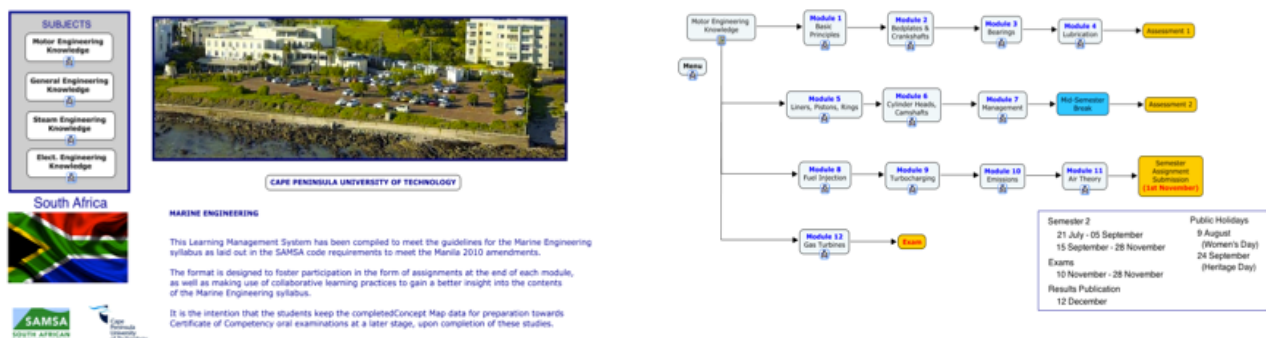 SUBJECTS
Motor Engineering
Knowledge
General Engineering
Knowledge
Steam Engineering
Knowledge
Elect. Engineering
Knowledge
South Africa
SAMSA
SOUTH AFRICAN
Cape
Peninsula
University
CAPE PENINSULA UNIVERSITY OF TECHNOLOGY
MARINE ENGINEERING
This Learning Management System has been compiled to meet the guidelines for the Marine Engineering
syllabus as laid out in the SAMSA code requirements to meet the Manila 2010 amendments.
The format is designed to foster participation in the form of assignments at the end of each module,
as well as making use of collaborative learning practices to gain a better insight into the contents
of the Marine Engineering syllabus.
It is the intention that the students keep the completedConcept Map data for preparation towards
Certificate of Competency oral examinations at a later stage, upon completion of these studies.
Motor Engineering
Knowledge
Module 1
Basic
Principles
Module 2
Bedplates &
Crankshafts
Module 3
Bearings
Module 4
Lubrication
Assessment 1
Menu
Module 5
Liners, Pistons, Rings
Module 6
Cylinder Heads,
Camshafts
Module 7
Management
Mid-Semester
Break
Assessment 2
Module 8
Fuel Injection
Module 9
Turbocharging
Module 10
Emissions
Module 11
Air Theory
Semester
Assignment
Submission
(1st November)
Module 12
Gas Turbines
Exam
Semester 2
21 July - 05 September
15 September - 28 November
Exams
10 November - 28 November
Results Publication
12 December
Public Holidays
9 August
(Women's Day)
24 September
(Heritage Day)